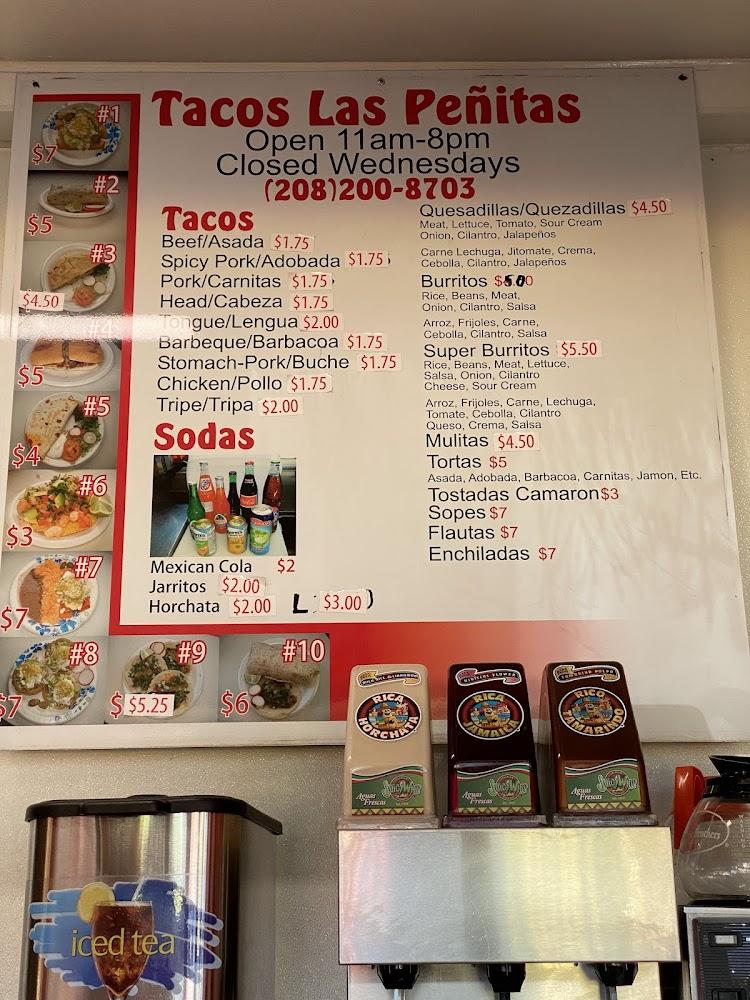 Tacos Las Peñitas
Open 11am-8pm
Closed Wednesdays
(208)200-8703
#1
$7
#2
$5
#3
$4.50
#4
$5
#5
$4
#6
$3
#7
$7
#8
$7
#9
$ $5.25
#10
$6
Tacos
Beef/Asada $1.75
Spicy Pork/Adobada $1.75
Pork/Carnitas $1.75
Head/Cabeza $1.75
Tongue/Lengua $2.00
Barbeque/Barbacoa $1.75
Stomach-Pork/Buche $1.75
Chicken/Pollo $1.75
Tripe/Tripa $2.00
Sodas
Mexican Cola $2
Jarritos $2.00
Horchata $2.00 L $3.00
Quesadillas/Quezadillas $4.50
Meat, Lettuce, Tomato, Sour Cream
Onion, Cilantro, Jalapeños
Carne Lechuga, Jitomate, Crema,
Cebolla, Cilantro, Jalapeños
Burritos
Rice, Beans, Meat,
Onion, Cilantro, Salsa
Arroz, Frijoles, Carne,
Cebolla, Cilantro, Salsa
Super Burritos $5.50
Rice, Beans, Meat, Lettuce,
Salsa, Onion, Cilantro
Cheese, Sour Cream
Arroz, Frijoles, Carne, Lechuga,
Tomate, Cebolla, Cilantro
Queso, Crema, Salsa
Mulitas $4.50
Tortas $5
Asada, Adobada, Barbacoa, Carnitas, Jamon, Etc.
Tostadas Camaron$3
Sopes $7
Flautas $7
Enchiladas $7
RICA
HORCHATA
Aguas
Frescas
RICA
JAMAICA
Aguas
Frescas
RICO
TAMARINDO
Aguas
Frescas
iced tea